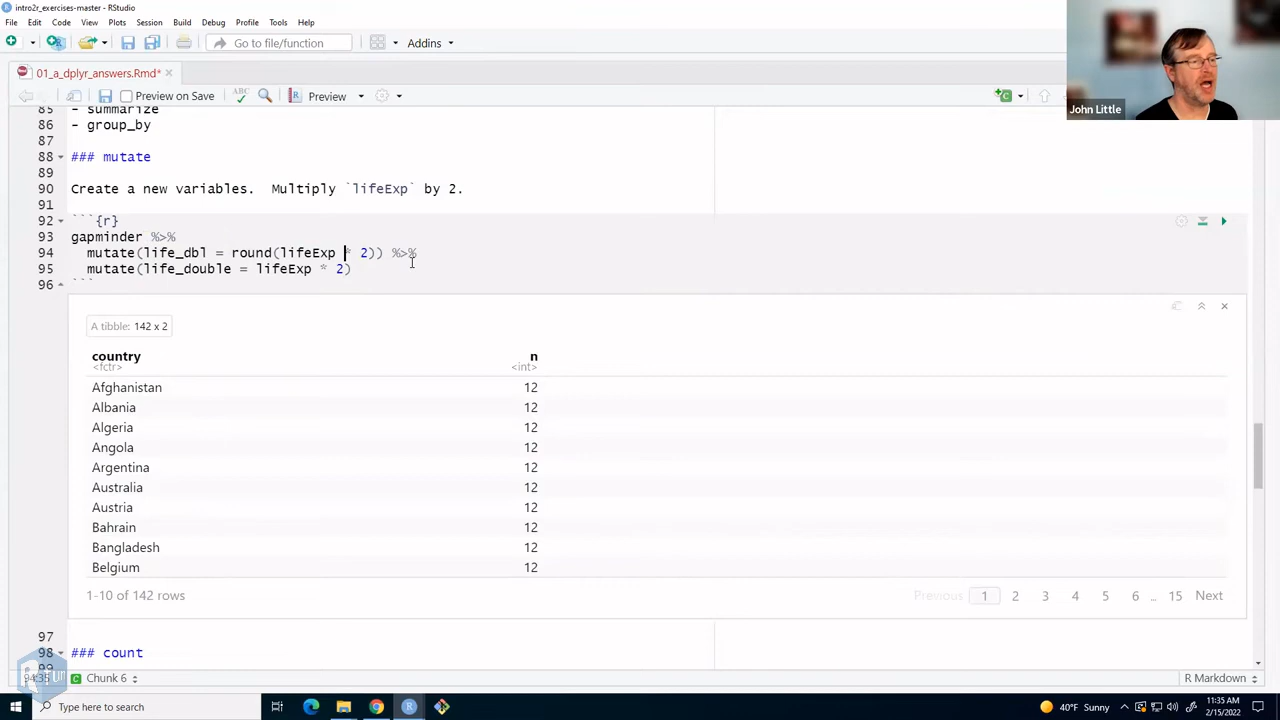 intro2r_exercises-master - RStudio
File Edit Code View Plots Session Build Debug Profile Tools Help
Go to file/function Addins
01_a_dplyr_answers.Rmd*
Preview on Save ABC Preview
John Little
85 - summarize
86 - group_by
87
88 ### mutate
89
90 Create a new variables.  Multiply `lifeExp` by 2.
91
92 ```{r}
93 gapminder %>%
94 mutate(life_dbl = round(lifeExp * 2)) %>%
95 mutate(life_double = lifeExp * 2)
96 ```
A tibble: 142 x 2
country n
<fctr> <int>
Afghanistan 12
Albania 12
Algeria 12
Angola 12
Argentina 12
Australia 12
Austria 12
Bahrain 12
Bangladesh 12
Belgium 12
1-10 of 142 rows Previous 1 2 3 4 5 6 .. 15 Next
97
98 ### count
99
94:35 Chunk 6 R Markdown
Type here to search 40°F Sunny 11:35 AM
2/15/2022